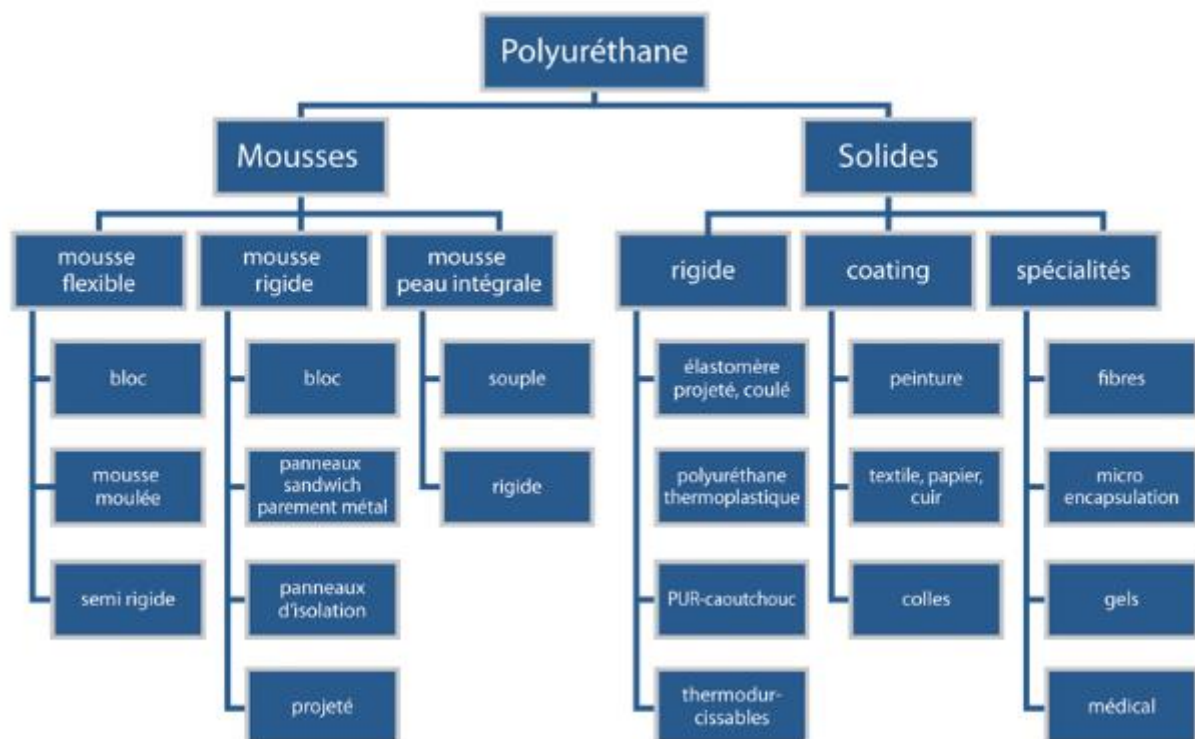 Polyuréthane
Mousses
Solides
mousse
flexible
mousse
rigide
mousse
peau intégrale
rigide
coating
spécialités
bloc
bloc
souple
élastomère
projeté, coulé
peinture
fibres
mousse
moulée
panneaux
sandwich
parement métal
rigide
polyuréthane
thermoplastique
textile, papier,
cuir
micro
encapsulation
semi rigide
panneaux
d'isolation
PUR-caoutchouc
colles
gels
projeté
thermodur-
cissables
médical